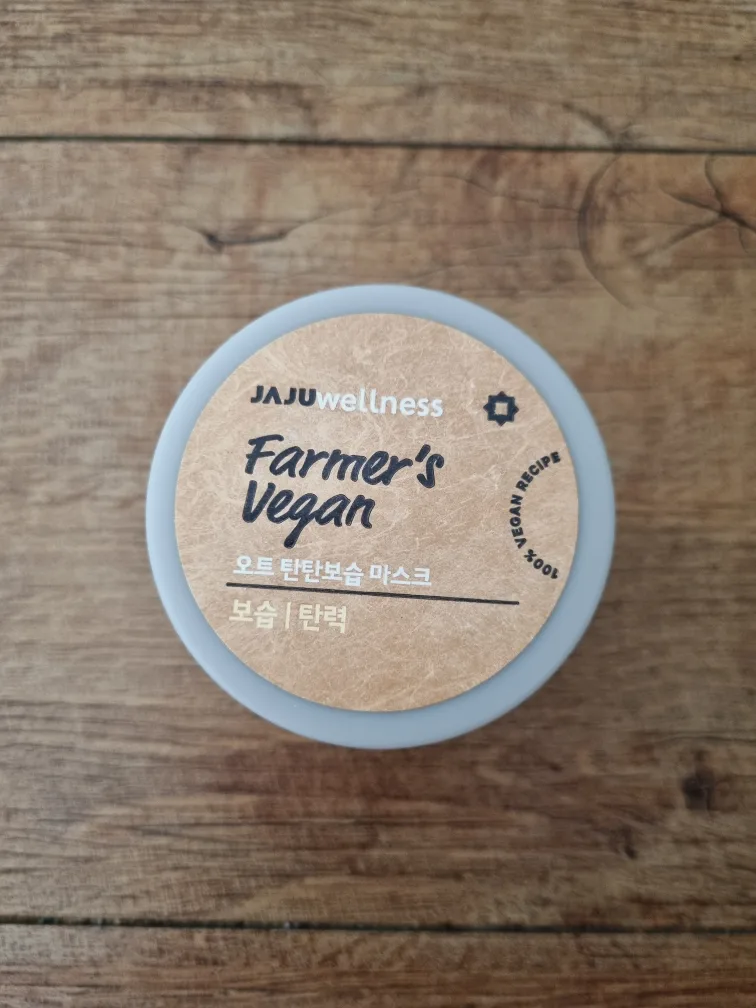 JAJUwellness
Farmer's
Vegan
100% VEGAN RECIPE
오트 탄탄보습 마스크
보습 | 탄력